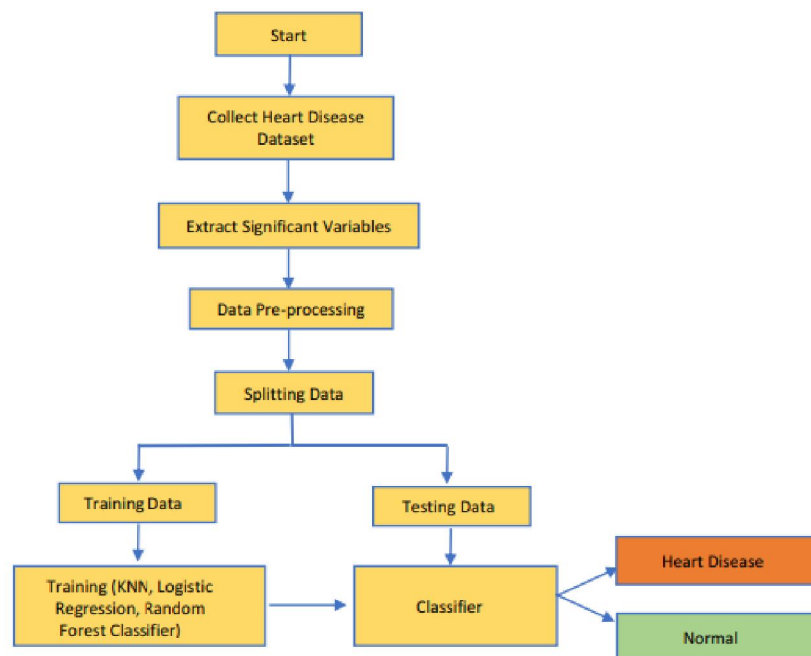 Start
Collect Heart Disease
Dataset
Extract Significant Variables
Data Pre-processing
Splitting Data
Training Data
Testing Data
Training (KNN, Logistic
Regression, Random
Forest Classifier)
Classifier
Heart Disease
Normal